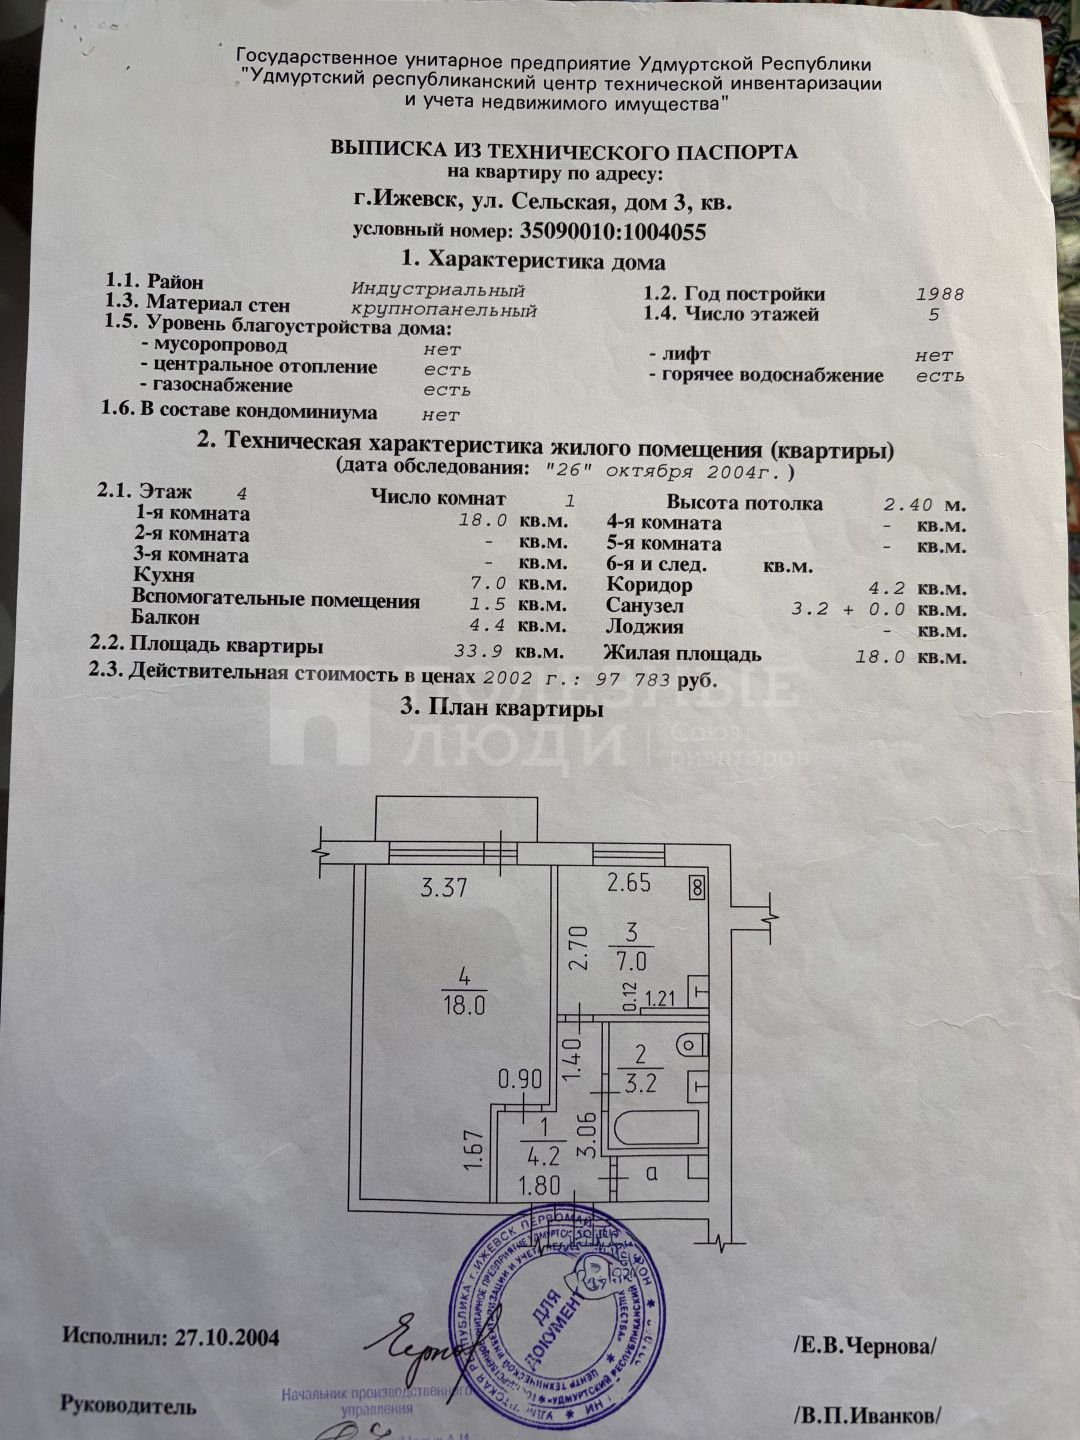 Государственное унитарное предприятие Удмуртской Республики
"Удмуртский республиканский центр технической инвентаризации
и учета недвижимого имущества"
ВЫПИСКА ИЗ ТЕХНИЧЕСКОГО ПАСПОРТА
на квартиру по адресу:
г.Ижевск, ул. Сельская, дом 3, кв.
условный номер: 35090010:1004055
1. Характеристика дома
1.1. Район Индустриальный 1.2. Год постройки 1988
1.3. Материал стен крупнопанельный 1.4. Число этажей 5
1.5. Уровень благоустройства дома:
- мусоропровод нет - лифт нет
- центральное отопление есть - горячее водоснабжение есть
- газоснабжение есть
1.6. В составе кондоминиума нет
2. Техническая характеристика жилого помещения (квартиры)
(дата обследования: "26" октября 2004г.)
2.1. Этаж 4 Число комнат 1 Высота потолка 2.40 м.
1-я комната 18.0 кв.м. 4-я комната - кв.м.
2-я комната - кв.м. 5-я комната - кв.м.
3-я комната - кв.м. 6-я и след. кв.м.
Кухня 7.0 кв.м. Коридор 4.2 кв.м.
Вспомогательные помещения 1.5 кв.м. Санузел 3.2 + 0.0 кв.м.
Балкон 4.4 кв.м. Лоджия - кв.м.
2.2. Площадь квартиры 33.9 кв.м. Жилая площадь 18.0 кв.м.
2.3. Действительная стоимость в ценах 2002 г.: 97 783 руб.
3. План квартиры
ЛЮДИ
Союз
риэлторов
3.37
2.65
8
2.70
3
7.0
4
18.0
0.12
1.21
1.40
2
3.2
0.90
1
4.2
3.06
1.67
1.80
а
ДЛЯ
ДОКУМЕНТ
Исполнил: 27.10.2004 /Е.В.Чернова/
Начальник производственного
управления
Руководитель /В.П.Иванков/